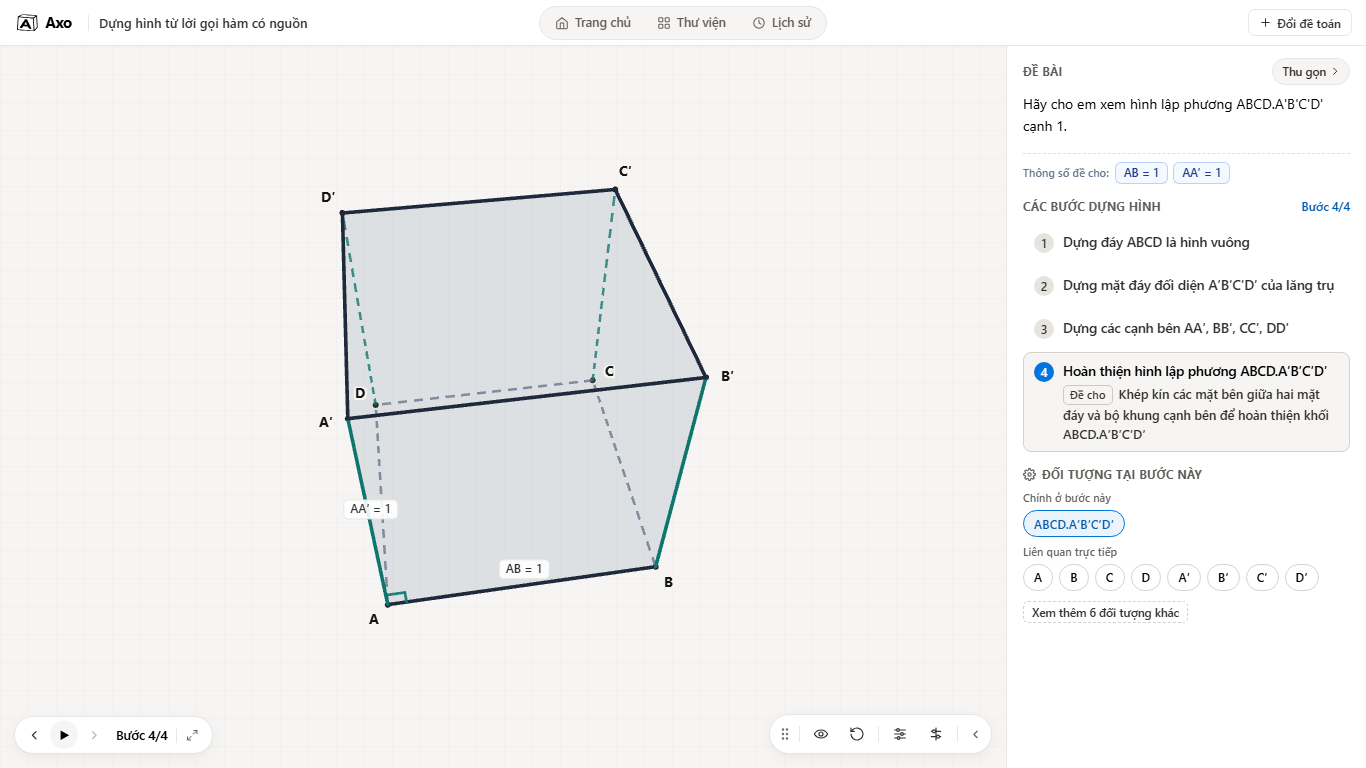 Axo
Dựng hình từ lời gọi hàm có nguồn
Trang chủ
Thư viện
Lịch sử
Đổi đề toán
ĐỀ BÀI
Thu gọn
Hãy cho em xem hình lập phương ABCD.A'B'C'D'
cạnh 1.
Thông số đề cho:
AB = 1
AA′ = 1
CÁC BƯỚC DỰNG HÌNH
Bước 4/4
1 Dựng đáy ABCD là hình vuông
2 Dựng mặt đáy đối diện A′B′C′D′ của lăng trụ
3 Dựng các cạnh bên AA′, BB′, CC′, DD′
4 Hoàn thiện hình lập phương ABCD.A′B′C′D′
Đề cho Khép kín các mặt bên giữa hai mặt
đáy và bộ khung cạnh bên để hoàn thiện khối
ABCD.A′B′C′D′
ĐỐI TƯỢNG TẠI BƯỚC NÀY
Chính ở bước này
ABCD.A′B′C′D′
Liên quan trực tiếp
A B C D A′ B′ C′ D′
Xem thêm 6 đối tượng khác
C′
D′
C
B′
D
A′
AA′ = 1
AB = 1
B
A
Bước 4/4